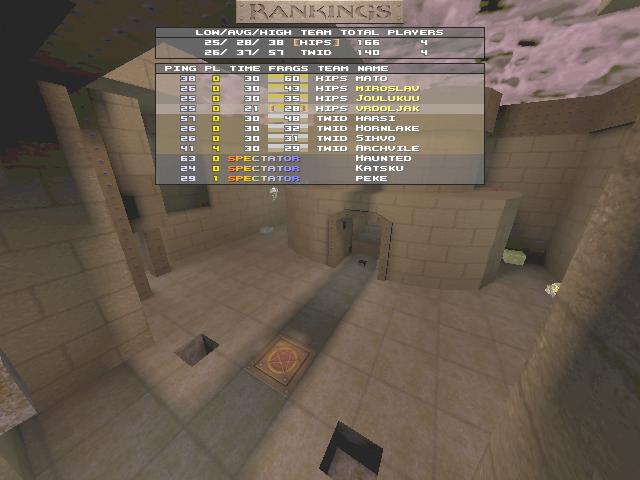 RANKINGS
LOW/AVG/HIGH TEAM TOTAL PLAYERS
25/ 28/ 38 [HIPS] 166 4
26/ 37/ 57 TWID 140 4
PING PL TIME FRAGS TEAM NAME
38 0 30 60 HIPS MATO
26 0 30 43 HIPS MIROSLAV
25 0 30 35 HIPS JOULUKUU
25 0 21 [ 28] HIPS VRDOLJAK
57 0 30 48 TWID HARSI
26 0 30 32 TWID HORNLAKE
26 0 30 31 TWID SIHVO
41 4 30 29 TWID ARCHVILE
63 0 SPECTATOR HAUNTED
24 0 SPECTATOR KATSKU
29 1 SPECTATOR PEKE